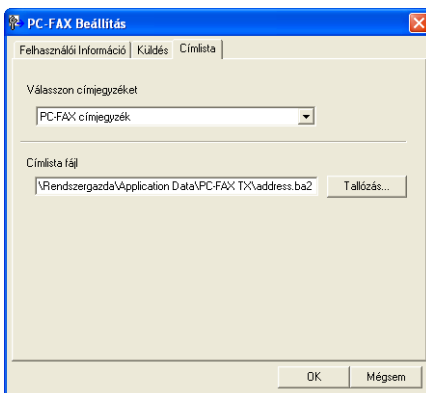 PC-FAX Beállítás
Felhasználói Információ Küldés Címlista
Válasszon címjegyzéket
PC-FAX címjegyzék
Címlista fájl
\Rendszergazda\Application Data\PC-FAX TX\address.ba2 Tallózás...
OK Mégsem